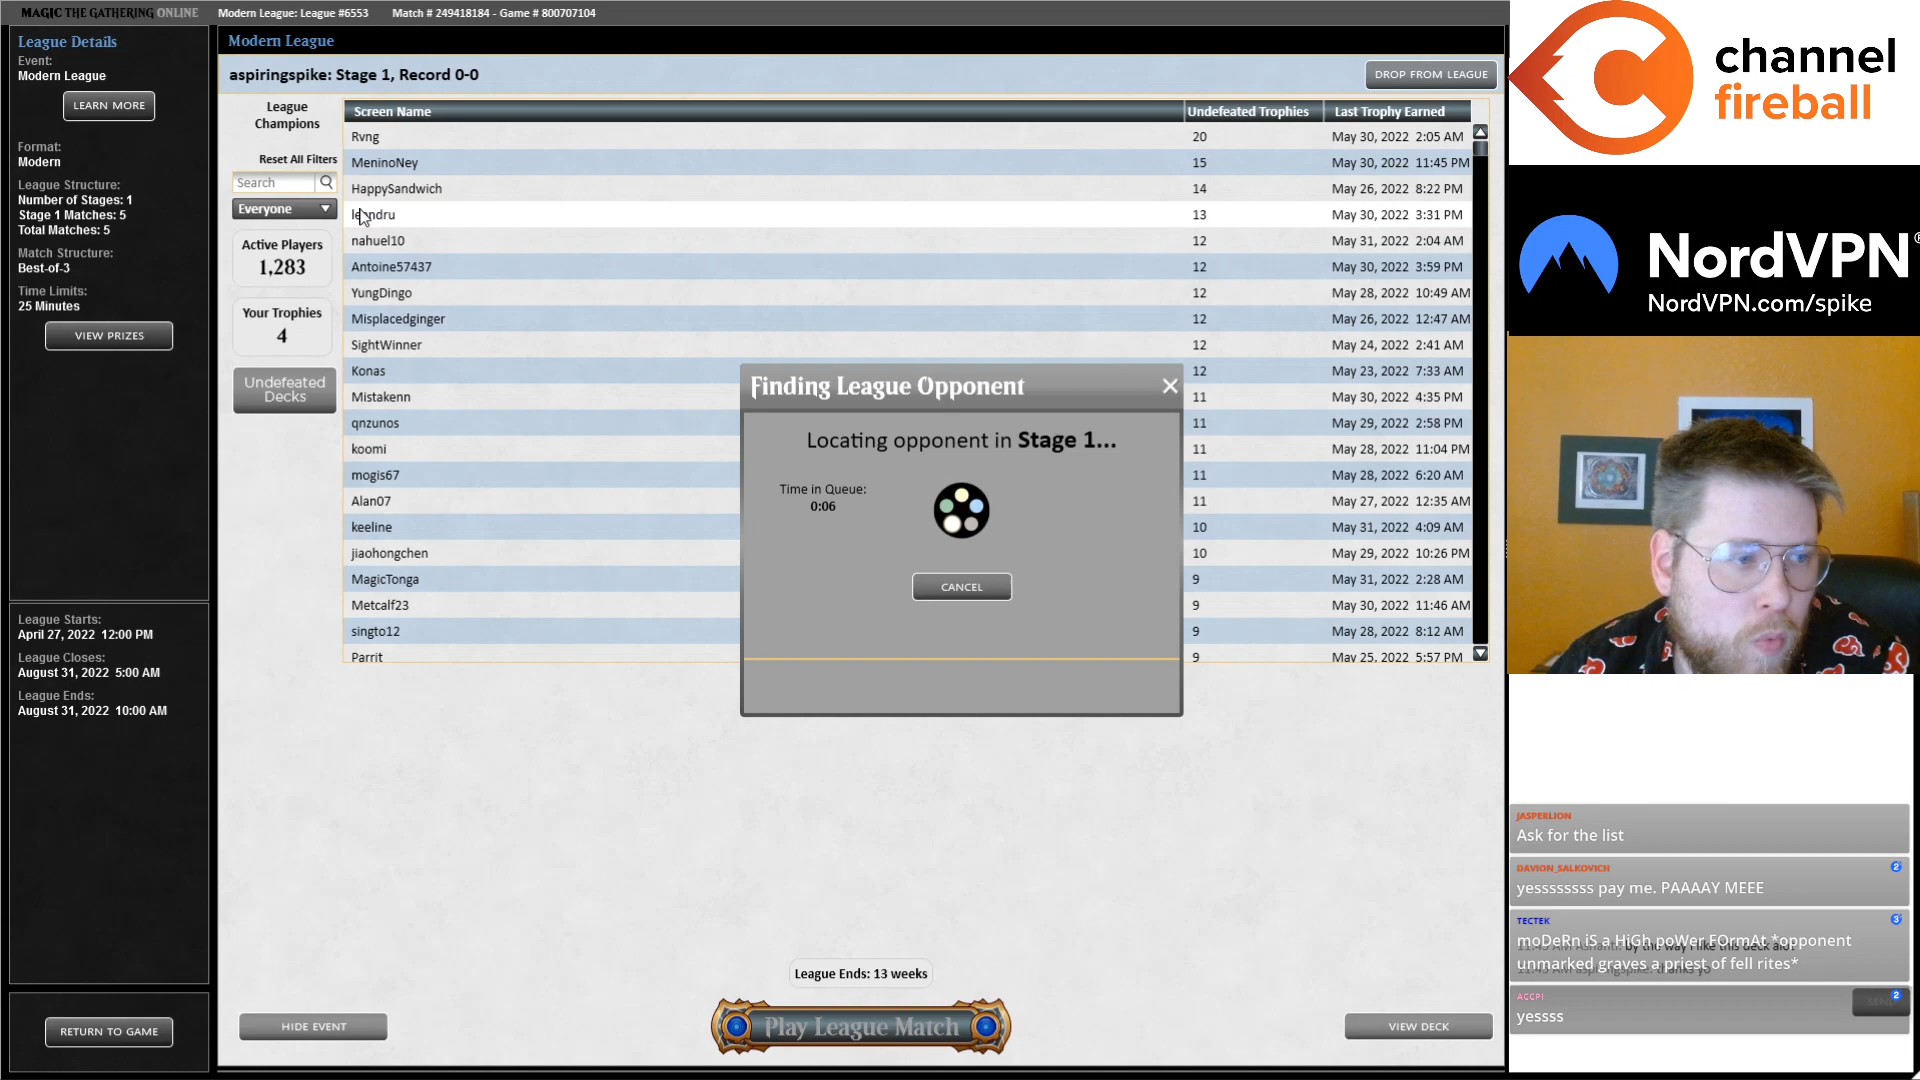 MAGIC THE GATHERING ONLINE
Modern League: League #6553
Match # 249418184 - Game # 800707104
League Details
Event:
Modern League
LEARN MORE
Format:
Modern
League Structure:
Number of Stages: 1
Stage 1 Matches: 5
Total Matches: 5
Match Structure:
Best-of-3
Time Limits:
25 Minutes
VIEW PRIZES
League Starts:
April 27, 2022 12:00 PM
League Closes:
August 31, 2022 5:00 AM
League Ends:
August 31, 2022 10:00 AM
RETURN TO GAME
Modern League
aspiringspike: Stage 1, Record 0-0
DROP FROM LEAGUE
League
Champions
Reset All Filters
Search
Everyone
Active Players
1,283
Your Trophies
4
Undefeated
Decks
Screen Name Undefeated Trophies Last Trophy Earned
Rvng 20 May 30, 2022 2:05 AM
MeninoNey 15 May 30, 2022 11:45 PM
HappySandwich 14 May 26, 2022 8:22 PM
13 May 30, 2022 3:31 PM
nahuel10 12 May 31, 2022 2:04 AM
Antoine57437 12 May 30, 2022 3:59 PM
YungDingo 12 May 28, 2022 10:49 AM
Misplacedginger 12 May 26, 2022 12:47 AM
SightWinner 12 May 24, 2022 2:41 AM
Konas 12 May 23, 2022 7:33 AM
Mistakenn 11 May 30, 2022 4:35 PM
qnzunos 11 May 29, 2022 2:58 PM
koomi 11 May 28, 2022 11:04 PM
mogis67 11 May 28, 2022 6:20 AM
Alan07 11 May 27, 2022 12:35 AM
keeline 10 May 31, 2022 4:09 AM
jiaohongchen 10 May 29, 2022 10:26 PM
MagicTonga 9 May 31, 2022 2:28 AM
Metcalf23 9 May 30, 2022 11:46 AM
singto12 9 May 28, 2022 8:12 AM
Parrit 9 May 25, 2022 5:57 PM
Finding League Opponent
Locating opponent in Stage 1...
Time in Queue:
0:06
CANCEL
League Ends: 13 weeks
HIDE EVENT
Play League Match
VIEW DECK
channel
fireball
NordVPN®
NordVPN.com/spike
JASPERLION
Ask for the list
DAVION_SALKOVICH 2
yessssssss pay me. PAAAAY MEEE
TECTEK 3
moDeRn iS a HiGh poWer FOrmAt *opponent
unmarked graves a priest of fell rites*
ACCPI 2
yessss